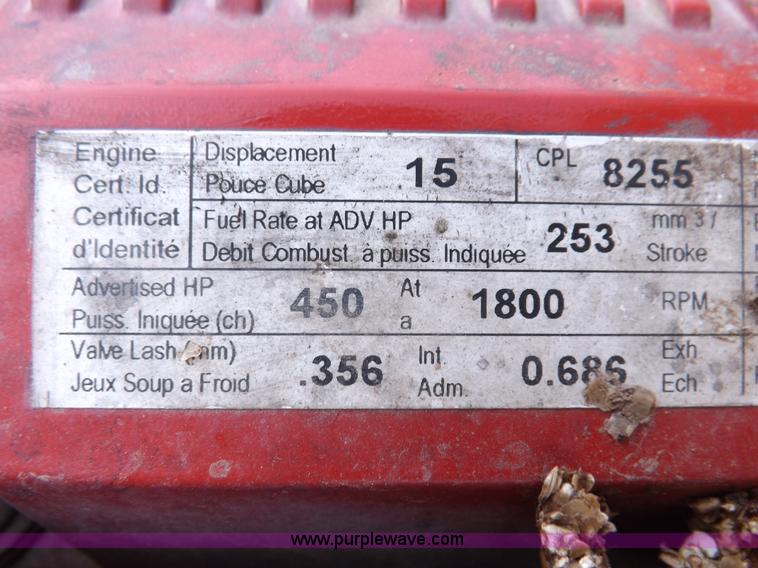 Engine Displacement 15 CPL 8255
Cert. Id. Pouce Cube
Certificat Fuel Rate at ADV HP 253 mm 3/
d'Identité Debit Combust. à puiss. Indiquée Stroke
Advertised HP 450 At 1800 RPM
Puiss. Iniquée (ch) a
Valve Lash (mm) .356 Int. 0.686 Exh
Jeux Soup a Froid Adm. Ech.
www.purplewave.com